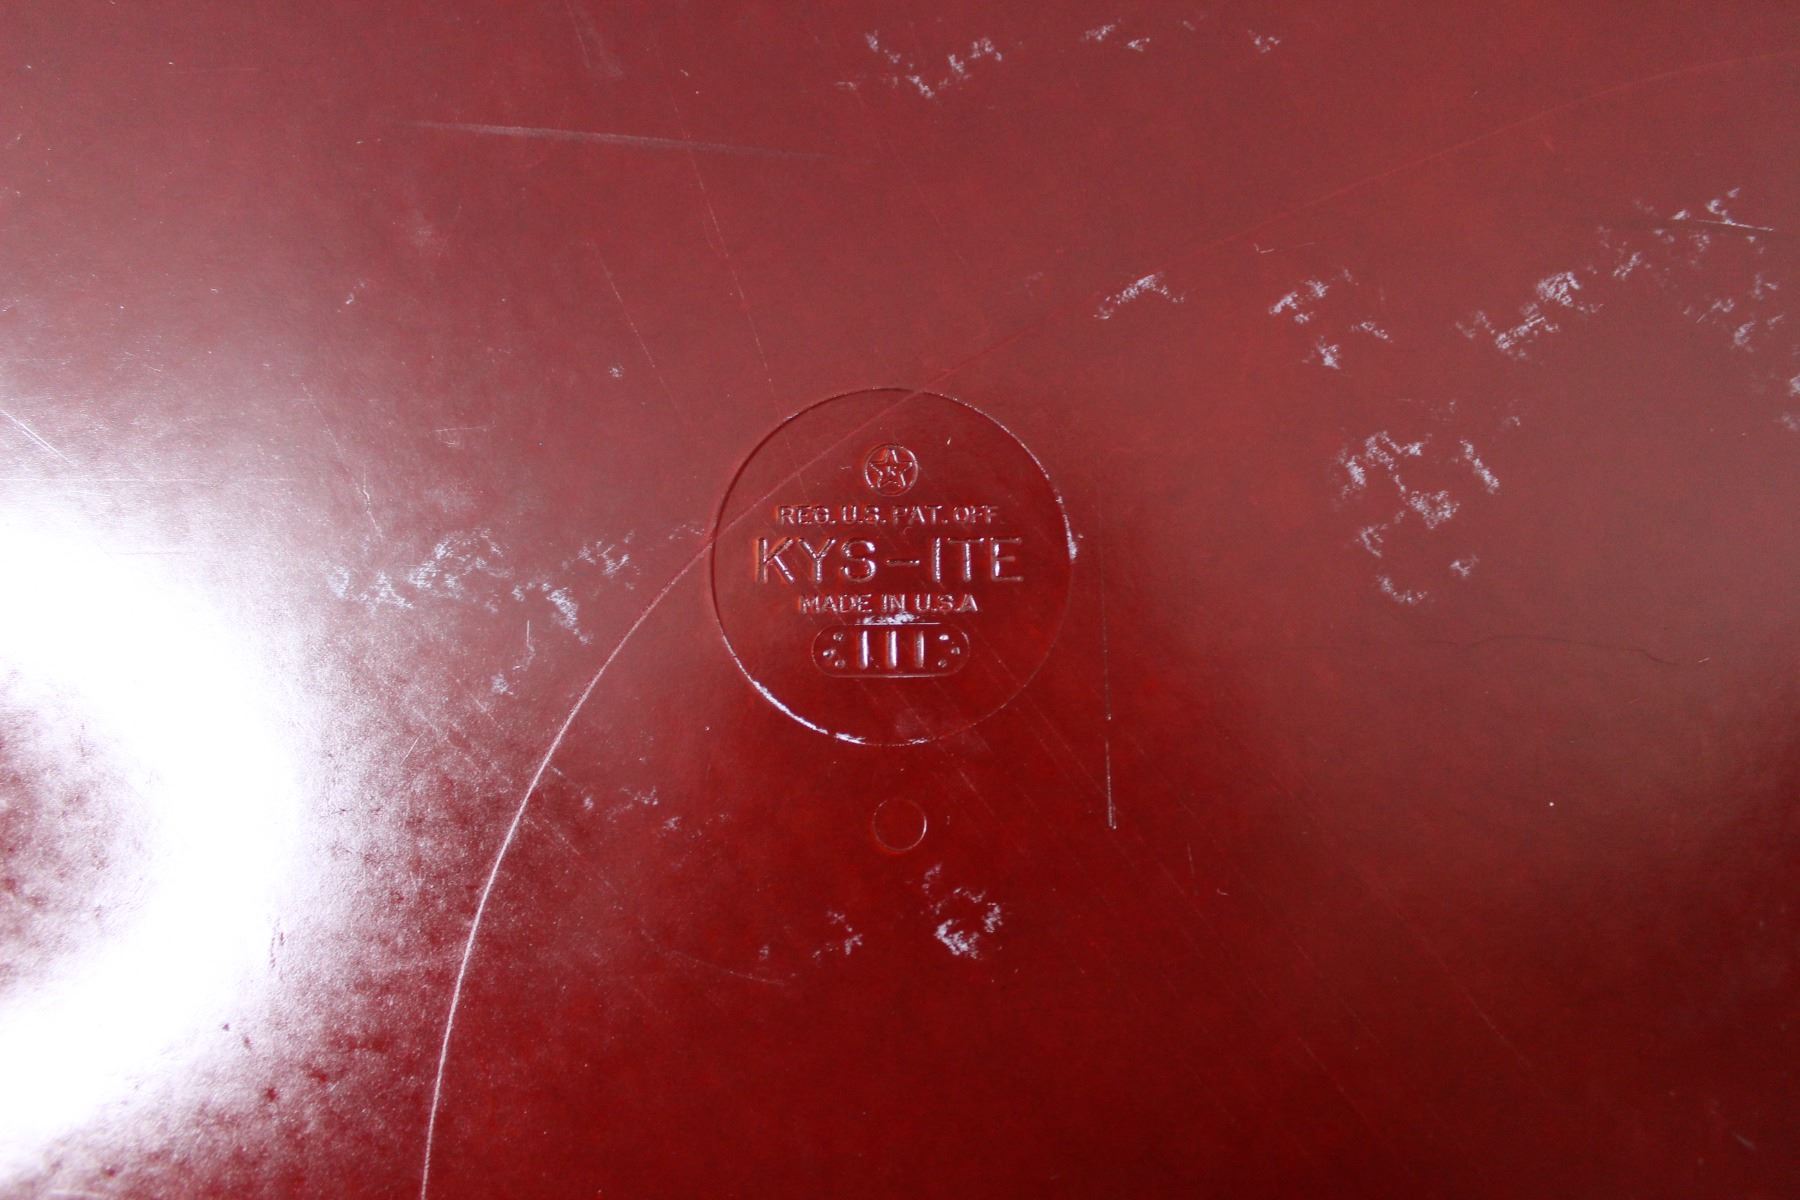 K
REG. U.S. PAT. OFF.
KYS-ITE
MADE IN U.S.A
111